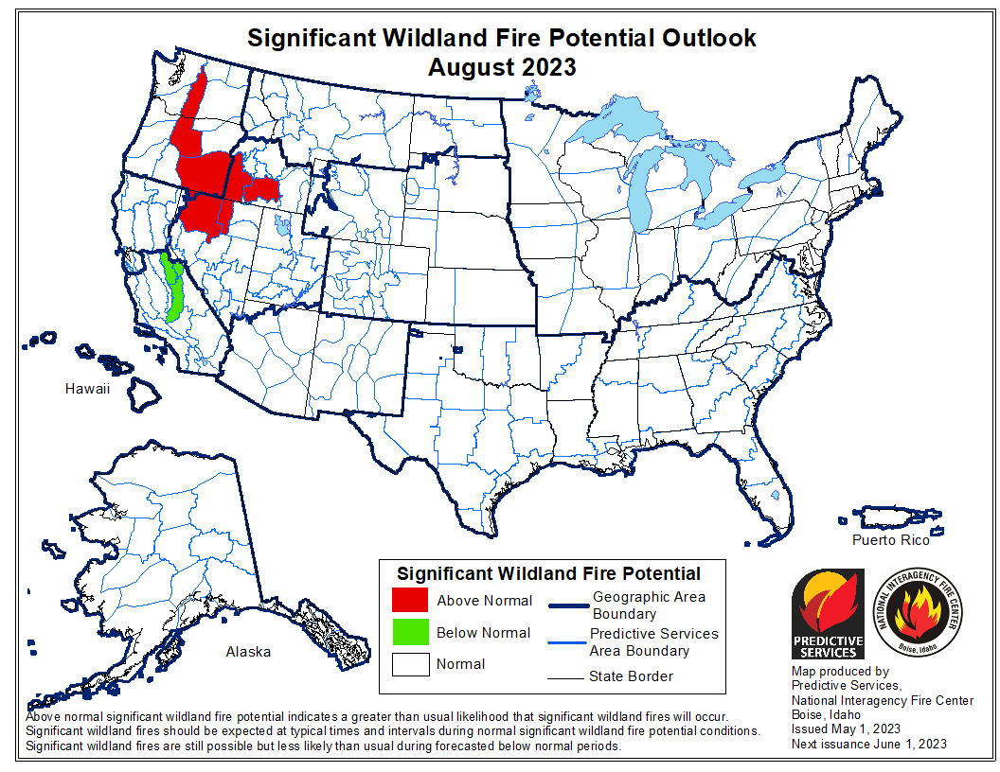 Significant Wildland Fire Potential Outlook
August 2023
Hawaii
Alaska
Puerto Rico
Significant Wildland Fire Potential
Above Normal
Below Normal
Normal
Geographic Area
Boundary
Predictive Services
Area Boundary
State Border
PREDICTIVE
SERVICES
NATIONAL INTERAGENCY FIRE CENTER
Boise, Idaho
Map produced by
Predictive Services,
National Interagency Fire Center
Boise, Idaho
Issued May 1, 2023
Next issuance June 1, 2023
Above normal significant wildland fire potential indicates a greater than usual likelihood that significant wildland fires will occur.
Significant wildland fires should be expected at typical times and intervals during normal significant wildland fire potential conditions.
Significant wildland fires are still possible but less likely than usual during forecasted below normal periods.